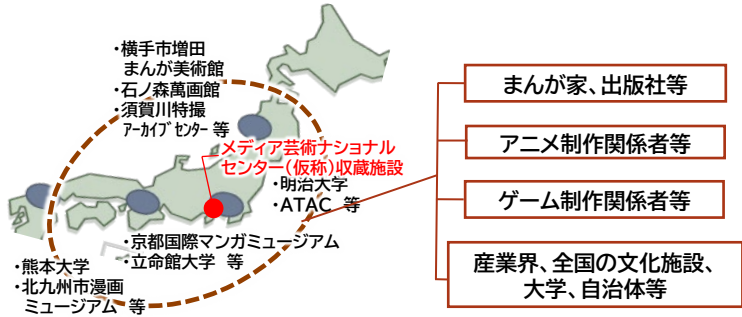 ・横手市増田
まんが美術館
・石ノ森萬画館
・須賀川特撮
ｱｰｶｲﾌﾞｾﾝﾀｰ 等
メディア芸術ナショナル
センター（仮称）収蔵施設
・明治大学
・ATAC 等
・京都国際マンガミュージアム
・立命館大学 等
・熊本大学
・北九州市漫画
ミュージアム 等
まんが家、出版社等
アニメ制作関係者等
ゲーム制作関係者等
産業界、全国の文化施設、
大学、自治体等